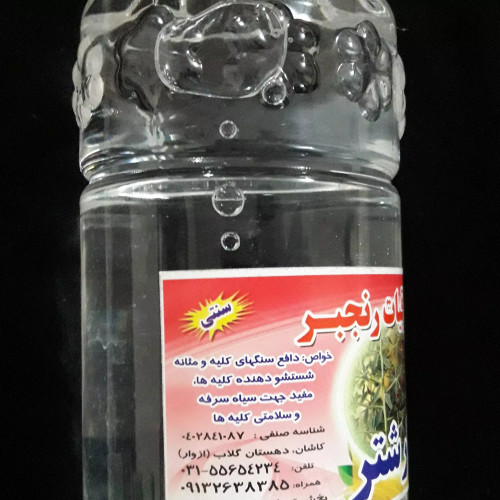 سنتی
رنجبر
خواص: دافع سنگهای کلیه و مثانه
شستشو دهنده کلیه ها،
مفید جهت سیاه سرفه
و سلامتی کلیه ها
شناسه صنفی: ۰۴۰۲۸۴۱۰۸۷
کاشان، دهستان گلاب (ازوار)
تلفن: ۰۳۱-۵۵۶۵۴۲۳۴
همراه: ۰۹۱۳۲۶۳۸۳۸۵